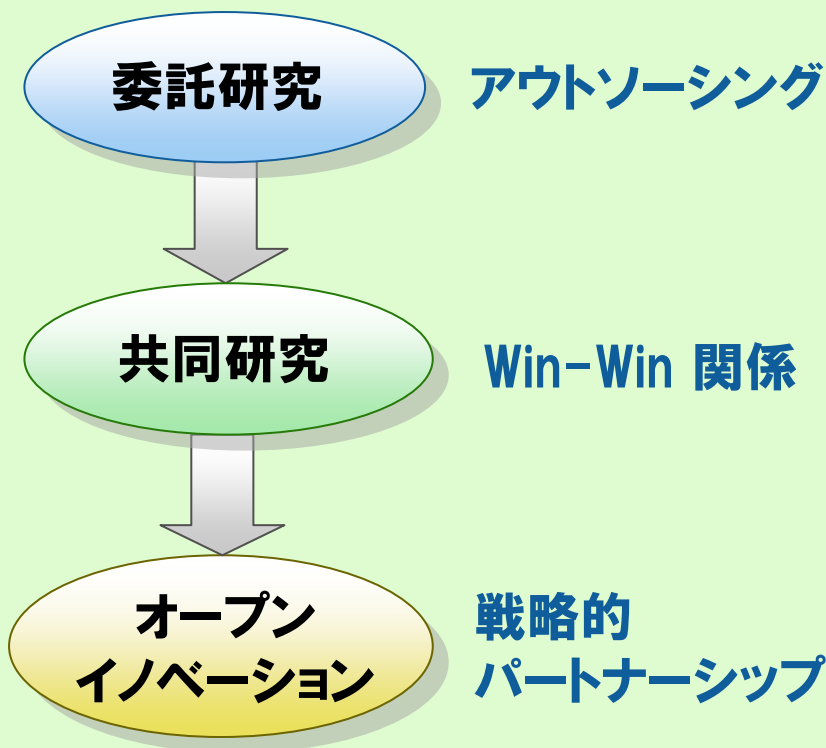 委託研究
アウトソーシング
共同研究
Win-Win 関係
オープン
イノベーション
戦略的
パートナーシップ